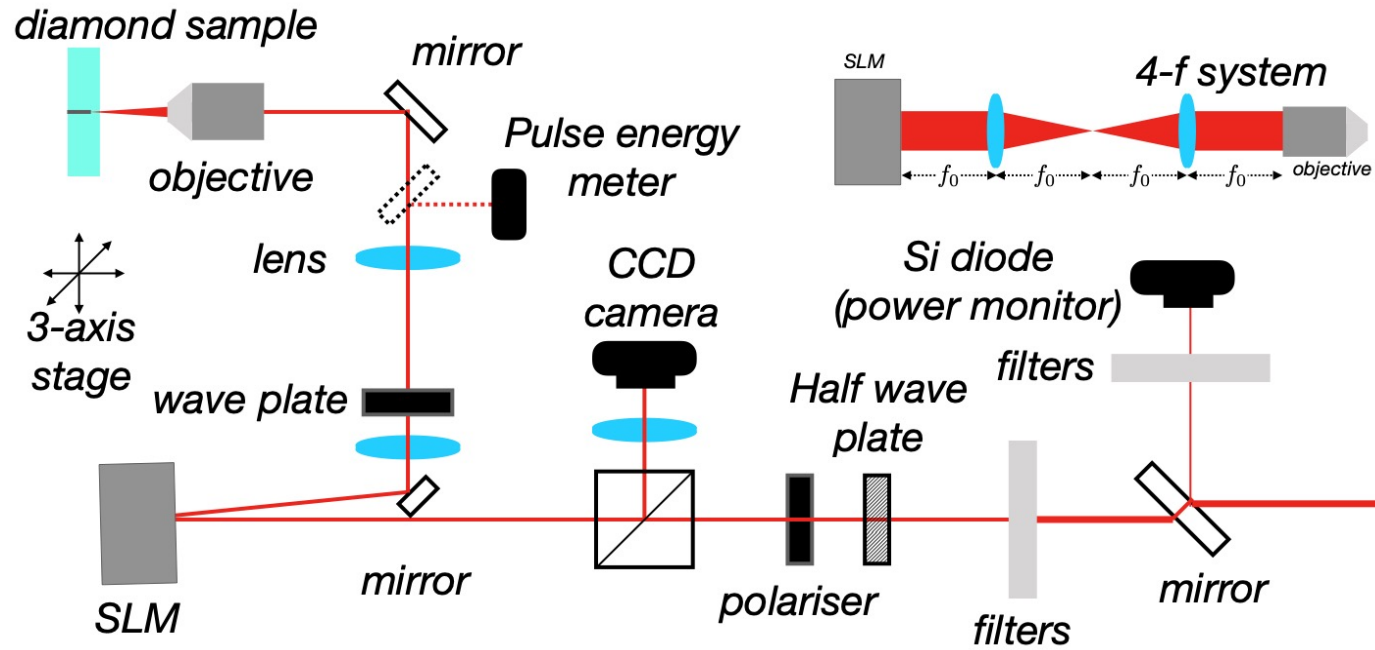 diamond sample
mirror
objective
Pulse energy
meter
SLM
4-f system
f₀
f₀
f₀
f₀
objective
lens
3-axis
stage
CCD
camera
Si diode
(power monitor)
filters
wave plate
Half wave
plate
SLM
mirror
polariser
filters
mirror